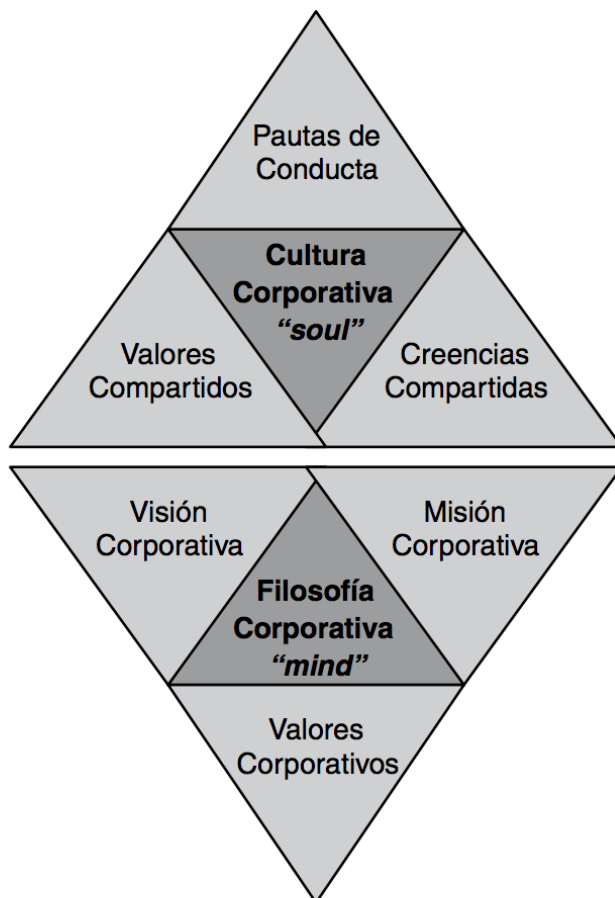 Pautas de
Conducta
Cultura
Corporativa
“soul”
Valores
Compartidos
Creencias
Compartidas
Visión
Corporativa
Misión
Corporativa
Filosofía
Corporativa
“mind”
Valores
Corporativos